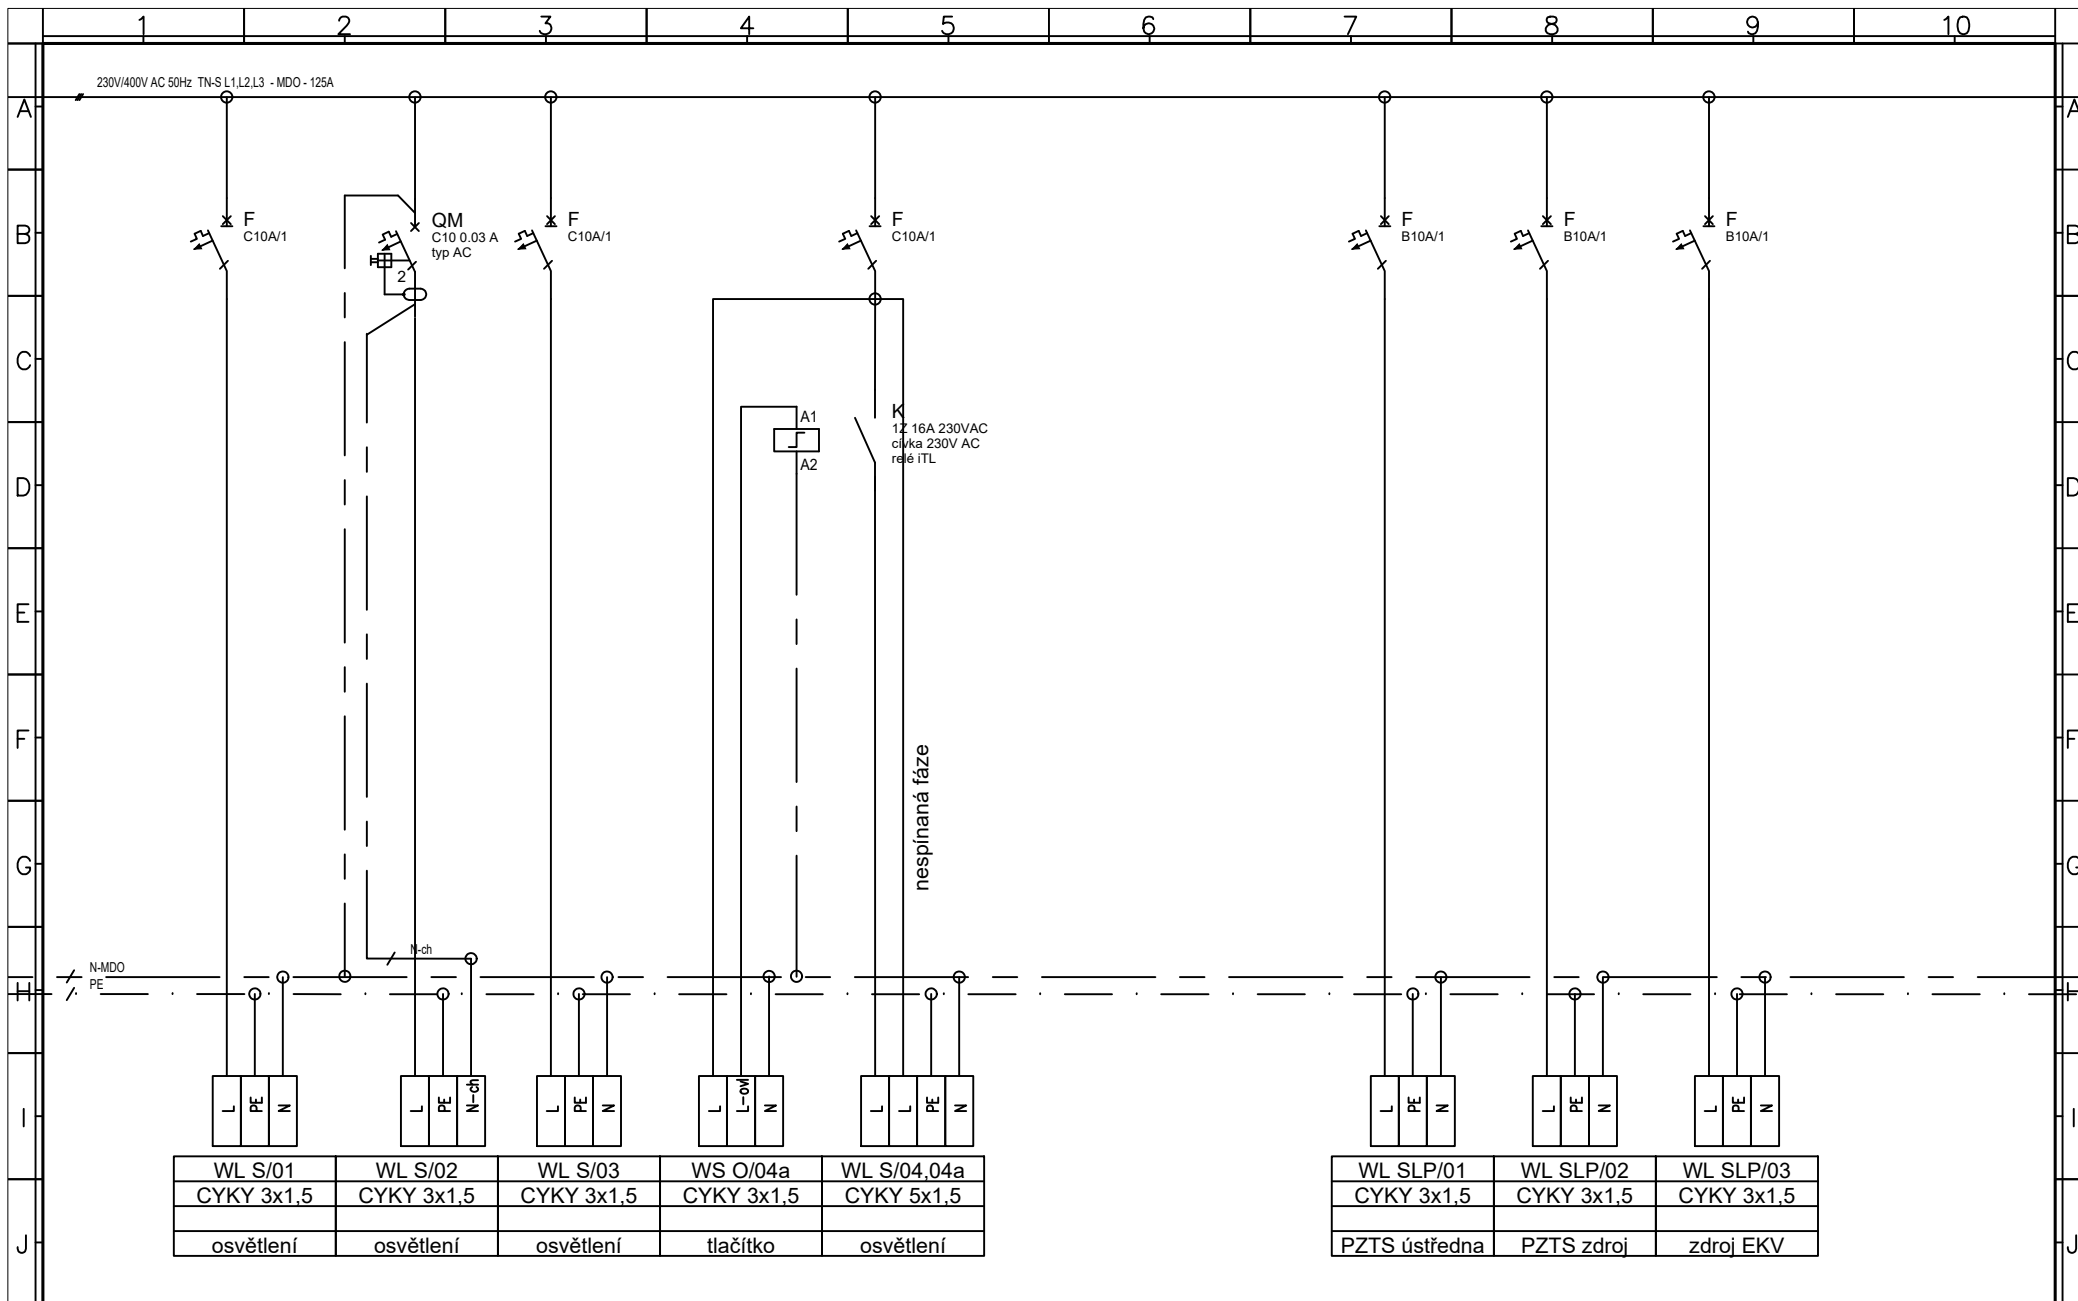 1 2 3 4 5 6 7 8 9 10
230V/400V AC 50Hz TN-S L1,L2,L3 - MDO - 125A
A A
B B
F
C10A/1
QM
C10 0.03 A
typ AC
2
F
C10A/1
F
C10A/1
F
B10A/1
F
B10A/1
F
B10A/1
C C
A1
A2
K
1Z 16A 230VAC
cívka 230V AC
relé iTL
D D
E E
F F
nespínaná fáze
G G
N-ch
N-MDO
PE
H H
L PE N
L PE N-ch
L PE N
L L-ovl N
L L PE N
L PE N
L PE N
L PE N
I I
WL S/01 WL S/02 WL S/03 WS O/04a WL S/04,04a WL SLP/01 WL SLP/02 WL SLP/03
CYKY 3x1,5 CYKY 3x1,5 CYKY 3x1,5 CYKY 3x1,5 CYKY 5x1,5 CYKY 3x1,5 CYKY 3x1,5 CYKY 3x1,5
J J
osvětlení osvětlení osvětlení tlačítko osvětlení PZTS ústředna PZTS zdroj zdroj EKV